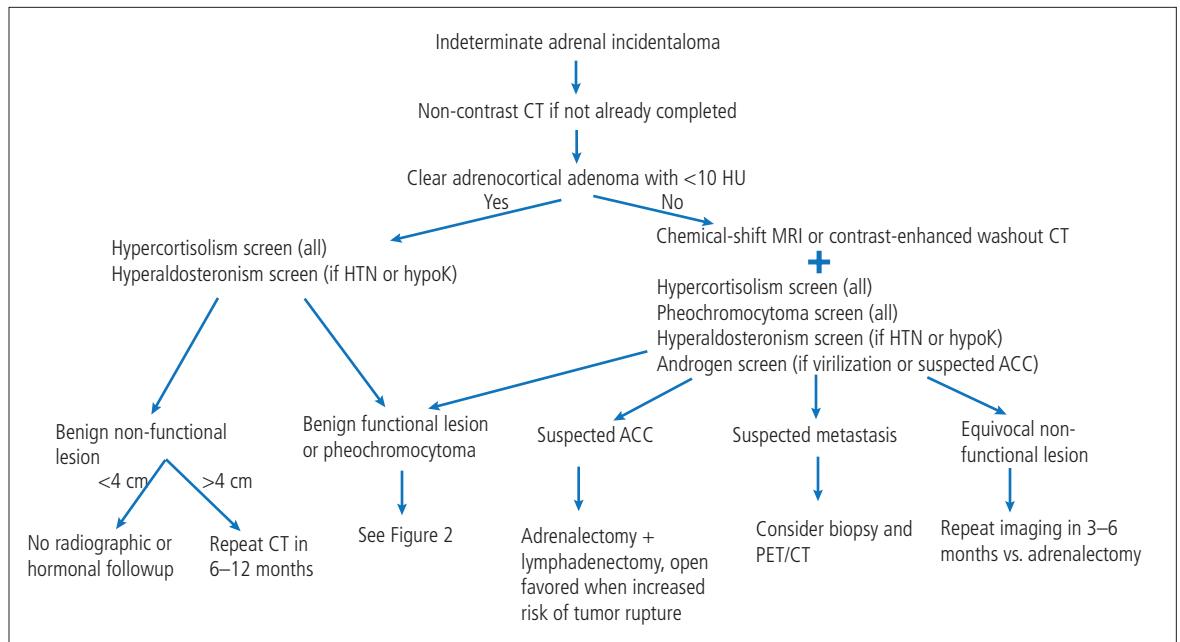 Indeterminate adrenal incidentaloma
Non-contrast CT if not already completed
Clear adrenocortical adenoma with <10 HU
Yes
No
Hypercortisolism screen (all)
Hyperaldosteronism screen (if HTN or hypoK)
Chemical-shift MRI or contrast-enhanced washout CT
+
Hypercortisolism screen (all)
Pheochromocytoma screen (all)
Hyperaldosteronism screen (if HTN or hypoK)
Androgen screen (if virilization or suspected ACC)
Benign non-functional
lesion
<4 cm
>4 cm
Benign functional lesion
or pheochromocytoma
Suspected ACC
Suspected metastasis
Equivocal non-
functional lesion
No radiographic or
hormonal followup
Repeat CT in
6–12 months
See Figure 2
Adrenalectomy +
lymphadenectomy, open
favored when increased
risk of tumor rupture
Consider biopsy and
PET/CT
Repeat imaging in 3–6
months vs. adrenalectomy